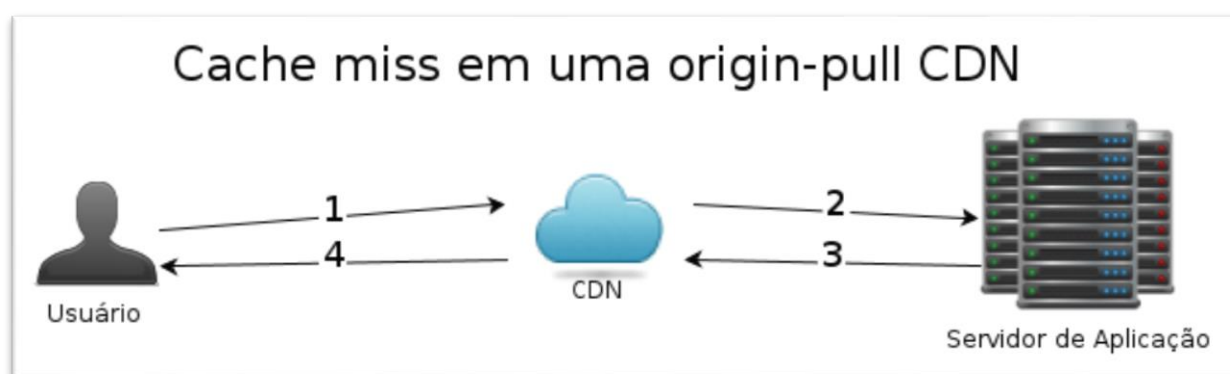 Cache miss em uma origin-pull CDN
1
2
4
3
CDN
Usuário
Servidor de Aplicação